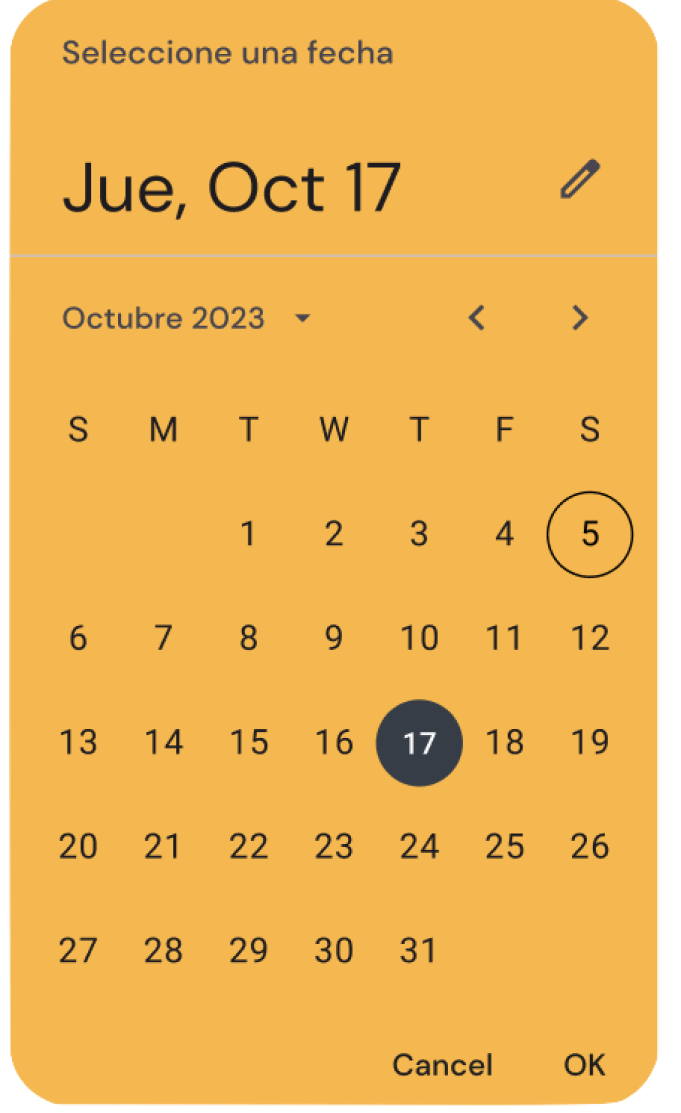 Seleccione una fecha
Jue, Oct 17
Octubre 2023
S M T W T F S
1 2 3 4 5
6 7 8 9 10 11 12
13 14 15 16 17 18 19
20 21 22 23 24 25 26
27 28 29 30 31
Cancel OK